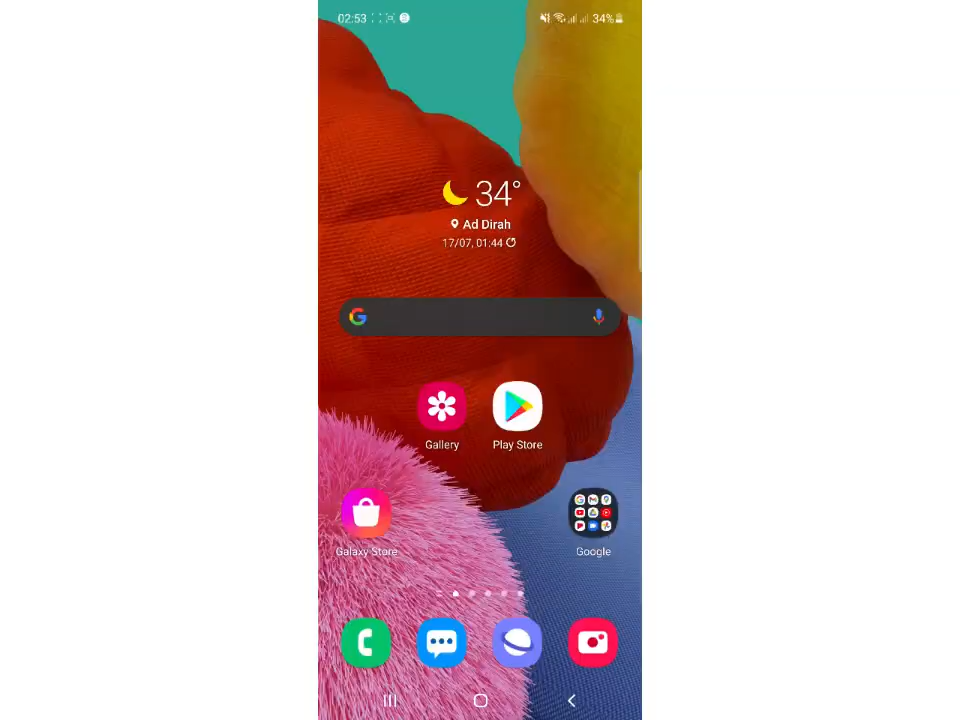 02:53 34%
34°
Ad Dirah
17/07, 01:44
Gallery Play Store
Galaxy Store Google